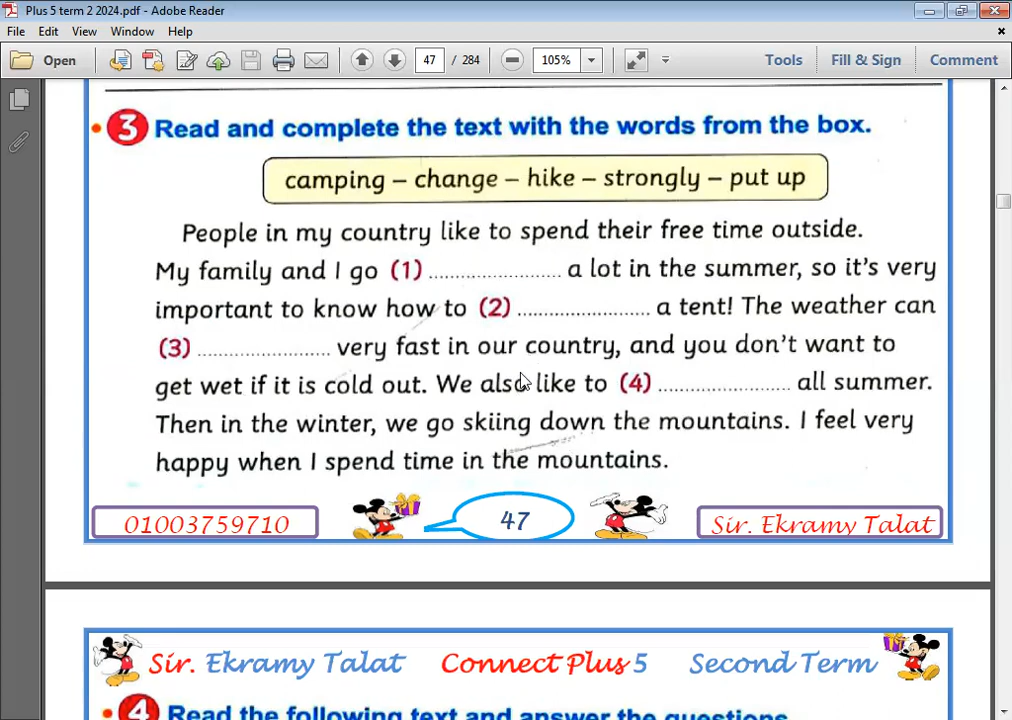 Plus 5 term 2 2024.pdf - Adobe Reader
File Edit View Window Help
Open 47 / 284 105% Tools Fill & Sign Comment
3 Read and complete the text with the words from the box.
camping – change – hike – strongly – put up
People in my country like to spend their free time outside.
My family and I go (1) ........................ a lot in the summer, so it's very
important to know how to (2) ........................ a tent! The weather can
(3) ........................ very fast in our country, and you don't want to
get wet if it is cold out. We also like to (4) ........................ all summer.
Then in the winter, we go skiing down the mountains. I feel very
happy when I spend time in the mountains.
01003759710 47 Sir. Ekramy Talat
Sir. Ekramy Talat Connect Plus 5 Second Term
4 Read the following text and answer the questions